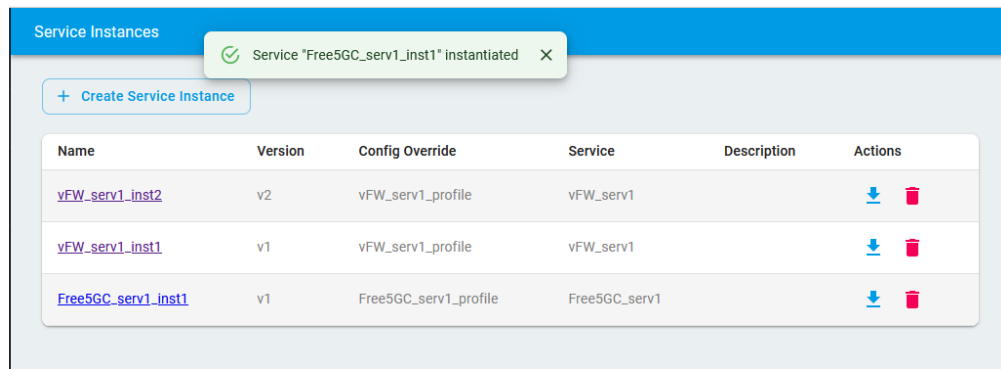 Service Instances
Service "Free5GC_serv1_inst1" instantiated
Create Service Instance
Name Version Config Override Service Description Actions
vFW_serv1_inst2 v2 vFW_serv1_profile vFW_serv1
vFW_serv1_inst1 v1 vFW_serv1_profile vFW_serv1
Free5GC_serv1_inst1 v1 Free5GC_serv1_profile Free5GC_serv1